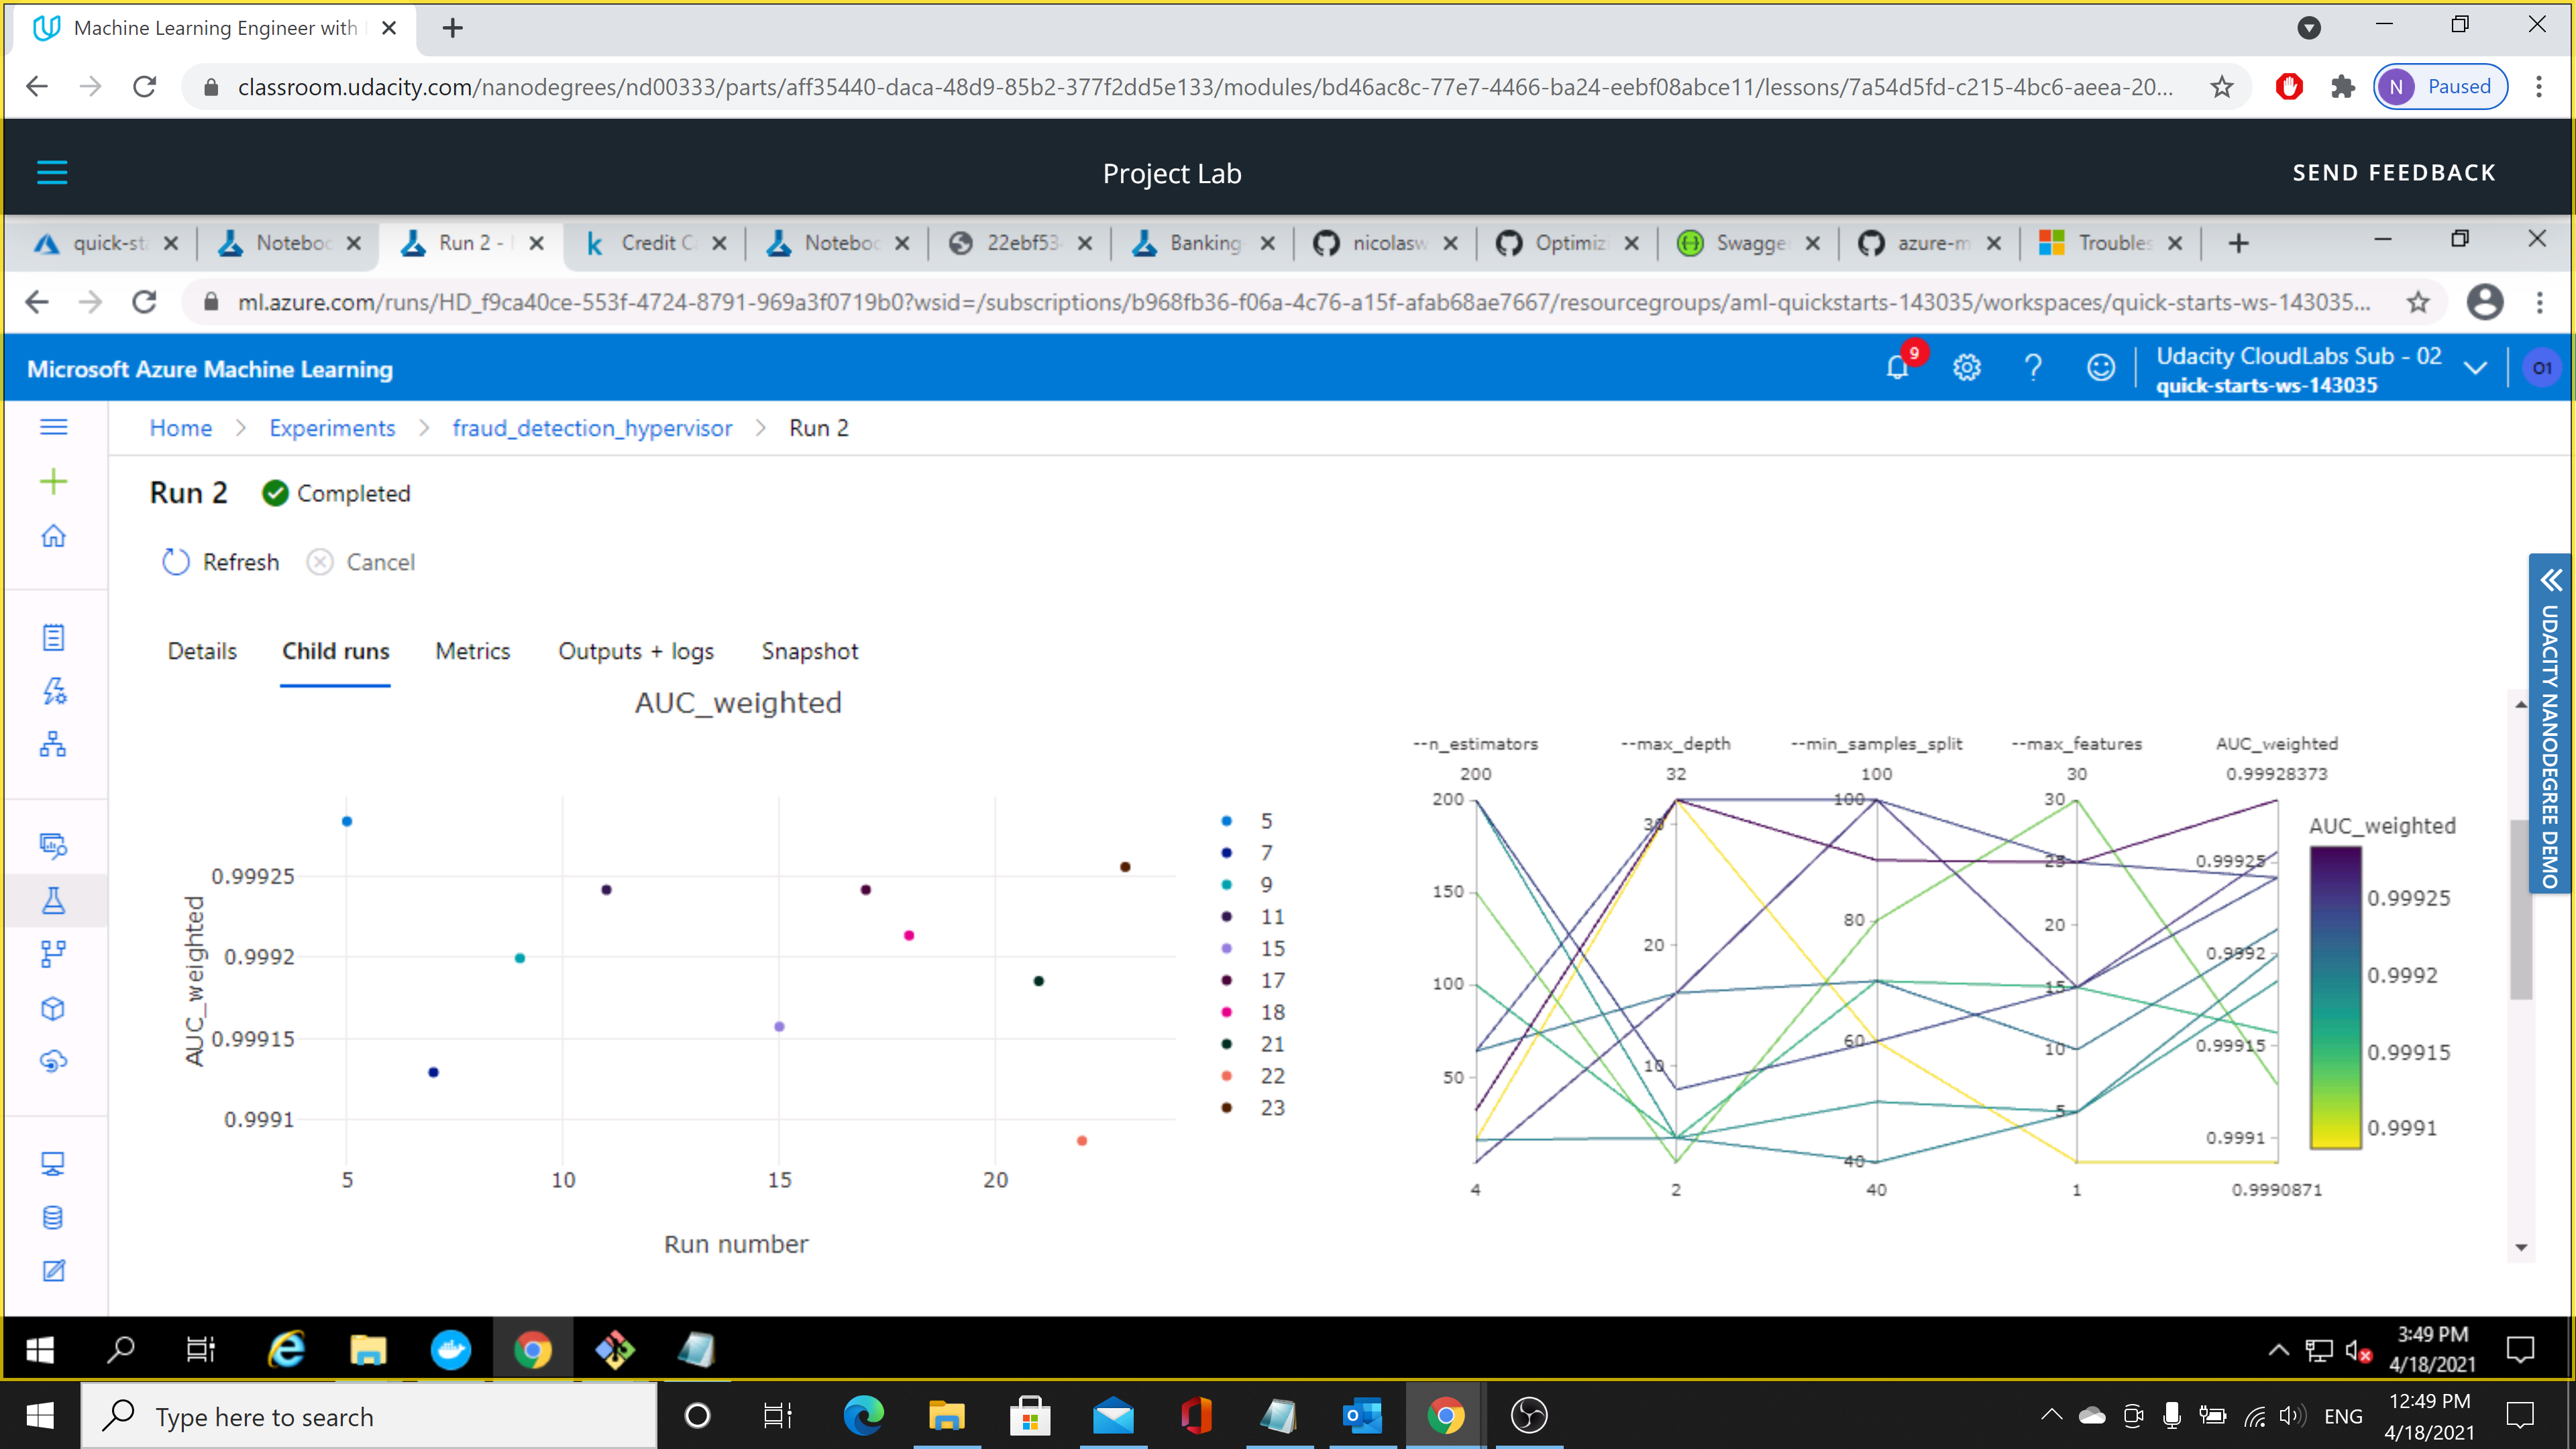 Machine Learning Engineer with
classroom.udacity.com/nanodegrees/nd00333/parts/aff35440-daca-48d9-85b2-377f2dd5e133/modules/bd46ac8c-77e7-4466-ba24-eebf08abce11/lessons/7a54d5fd-c215-4bc6-aeea-20...
N Paused
Project Lab
SEND FEEDBACK
quick-sta
Noteboo
Run 2 -
k Credit C
Noteboo
22ebf53
Banking
nicolasw
Optimizi
Swagge
azure-m
Troubles
ml.azure.com/runs/HD_f9ca40ce-553f-4724-8791-969a3f0719b0?wsid=/subscriptions/b968fb36-f06a-4c76-a15f-afab68ae7667/resourcegroups/aml-quickstarts-143035/workspaces/quick-starts-ws-143035...
Microsoft Azure Machine Learning
9
Udacity CloudLabs Sub - 02
quick-starts-ws-143035
O1
Home > Experiments > fraud_detection_hypervisor > Run 2
Run 2 Completed
Refresh Cancel
UDACITY NANODEGREE DEMO
Details Child runs Metrics Outputs + logs Snapshot
AUC_weighted
AUC_weighted
0.99925
0.9992
0.99915
0.9991
5 10 15 20
Run number
5
7
9
11
15
17
18
21
22
23
--n_estimators --max_depth --min_samples_split --max_features AUC_weighted
200 32 100 30 0.99928373
200
150
100
50
30
20
10
100
80
60
40
30
25
20
15
10
5
0.99925
0.9992
0.99915
0.9991
4 2 40 1 0.9990871
AUC_weighted
0.99925
0.9992
0.99915
0.9991
3:49 PM
4/18/2021
Type here to search
ENG
12:49 PM
4/18/2021